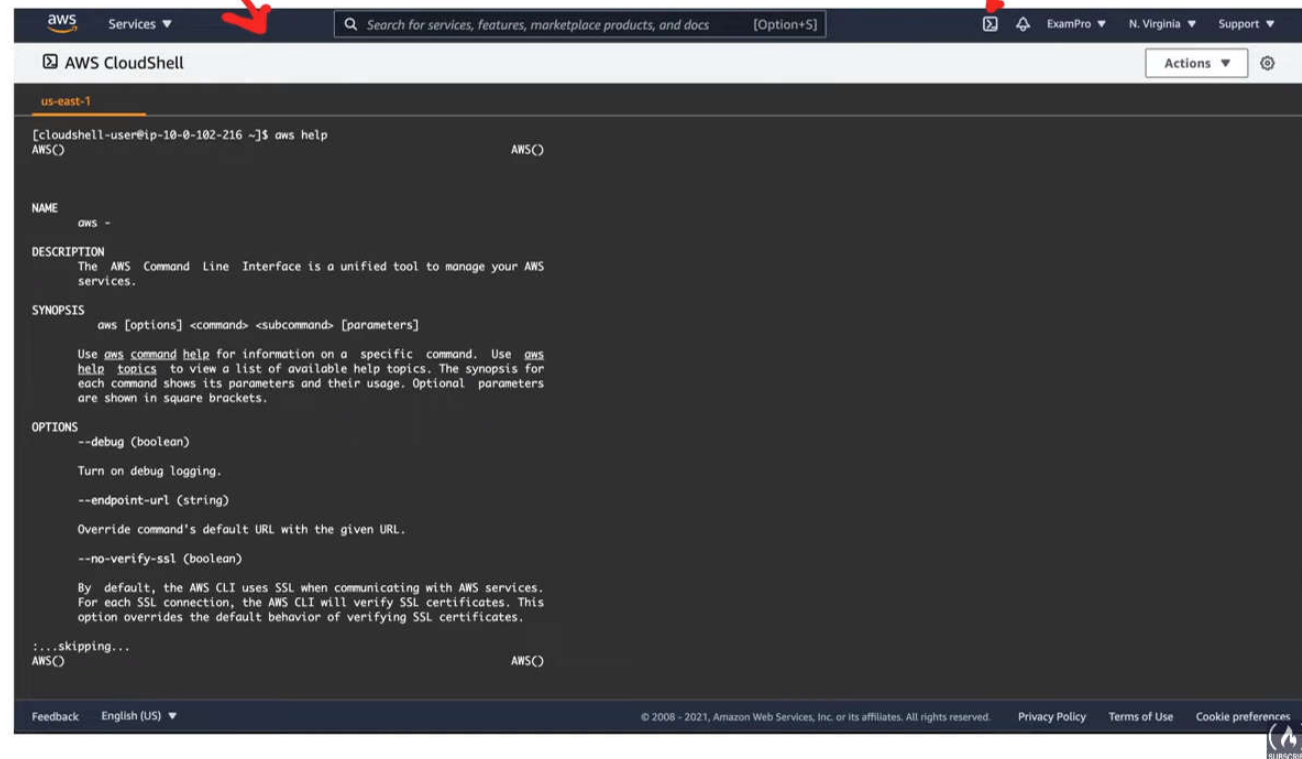 aws Services ▼ Search for services, features, marketplace products, and docs [Option+S] ExamPro ▼ N. Virginia ▼ Support ▼
AWS CloudShell Actions ▼
us-east-1
[cloudshell-user@ip-10-0-102-216 ~]$ aws help
AWS() AWS()
NAME
aws -
DESCRIPTION
The AWS Command Line Interface is a unified tool to manage your AWS
services.
SYNOPSIS
aws [options] <command> <subcommand> [parameters]
Use aws command help for information on a specific command. Use aws
help topics to view a list of available help topics. The synopsis for
each command shows its parameters and their usage. Optional parameters
are shown in square brackets.
OPTIONS
--debug (boolean)
Turn on debug logging.
--endpoint-url (string)
Override command's default URL with the given URL.
--no-verify-ssl (boolean)
By default, the AWS CLI uses SSL when communicating with AWS services.
For each SSL connection, the AWS CLI will verify SSL certificates. This
option overrides the default behavior of verifying SSL certificates.
:...skipping...
AWS() AWS()
Feedback English (US) ▼ © 2008 - 2021, Amazon Web Services, Inc. or its affiliates. All rights reserved. Privacy Policy Terms of Use Cookie preferences